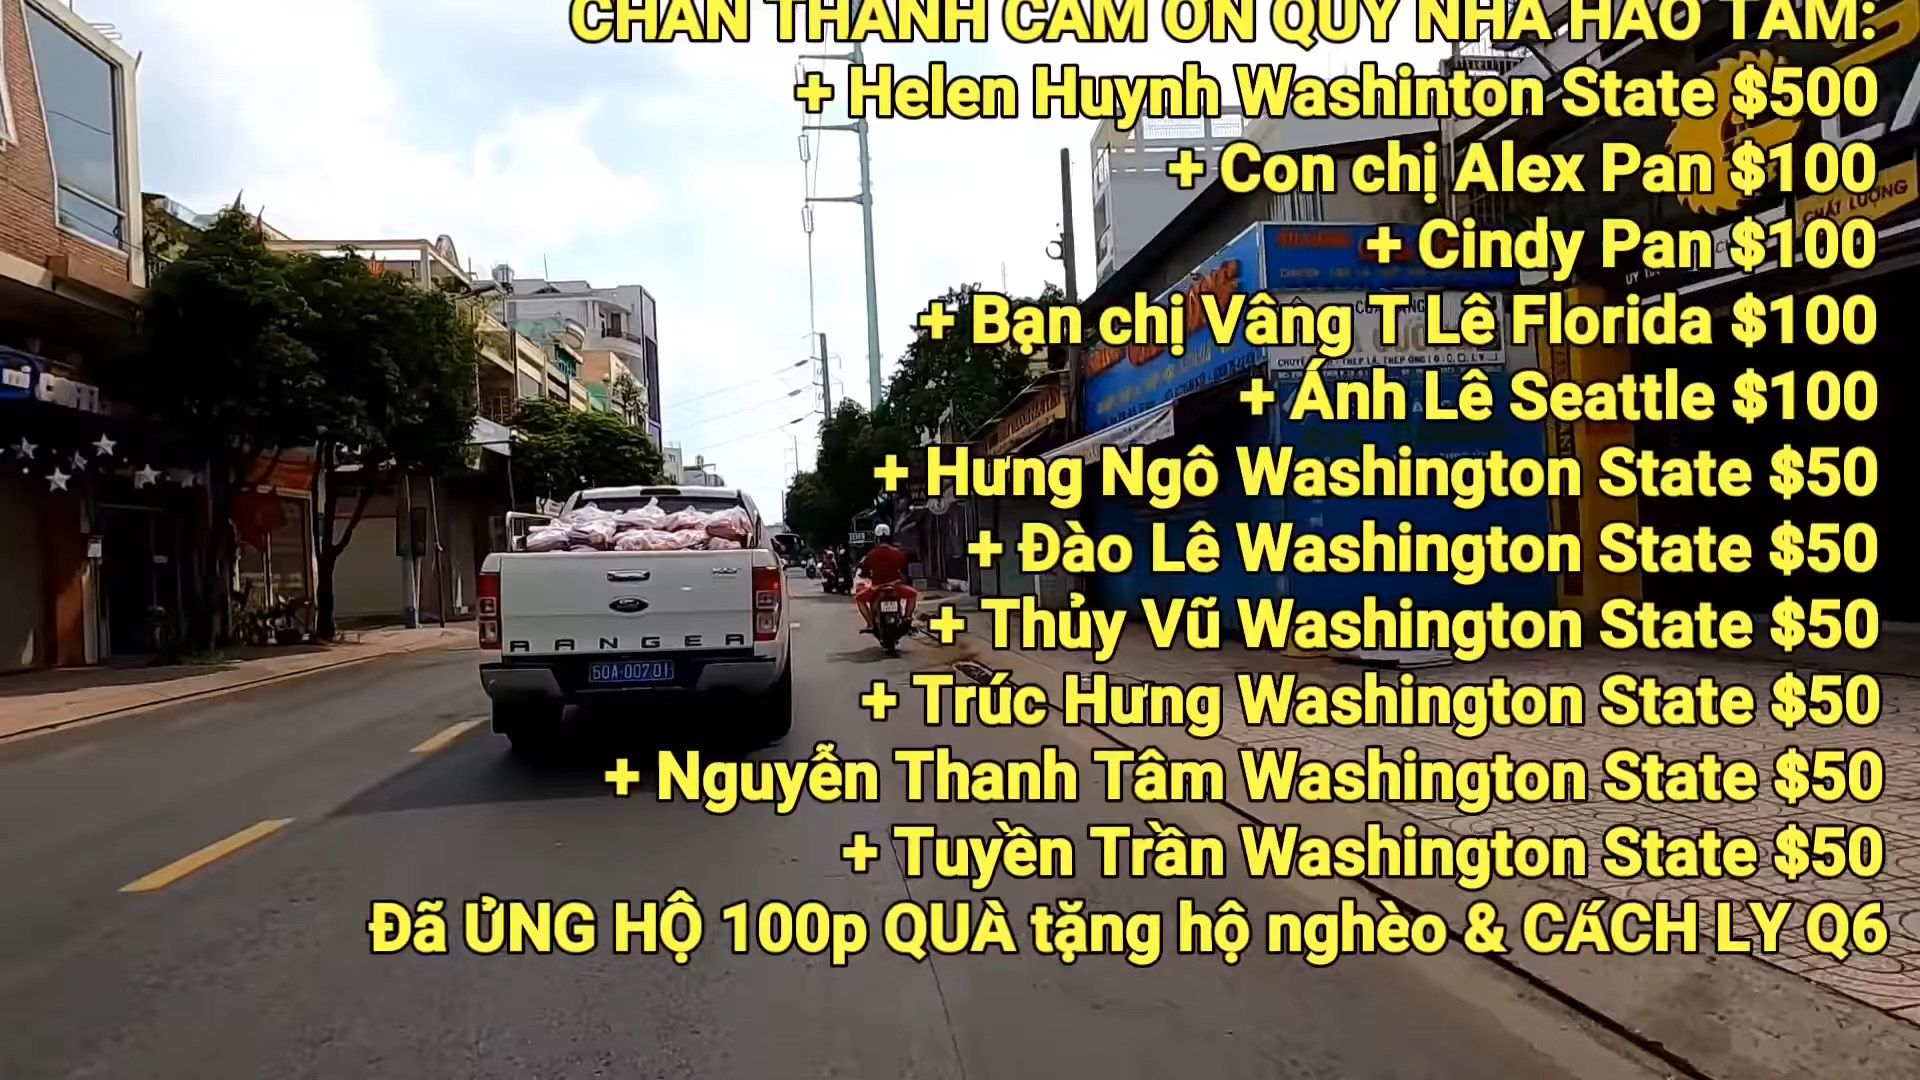 CHÂN THÀNH CẢM ƠN QUÝ NHÀ HẢO TÂM:
+ Helen Huynh Washinton State $500
+ Con chị Alex Pan $100
+ Cindy Pan $100
+ Bạn chị Vâng T Lê Florida $100
+ Ánh Lê Seattle $100
+ Hưng Ngô Washington State $50
+ Đào Lê Washington State $50
+ Thủy Vũ Washington State $50
+ Trúc Hưng Washington State $50
+ Nguyễn Thanh Tâm Washington State $50
+ Tuyền Trần Washington State $50
Đã ỦNG HỘ 100p QUÀ tặng hộ nghèo & CÁCH LY Q6
CHẤT LƯỢNG
RANGER
50A-007.01